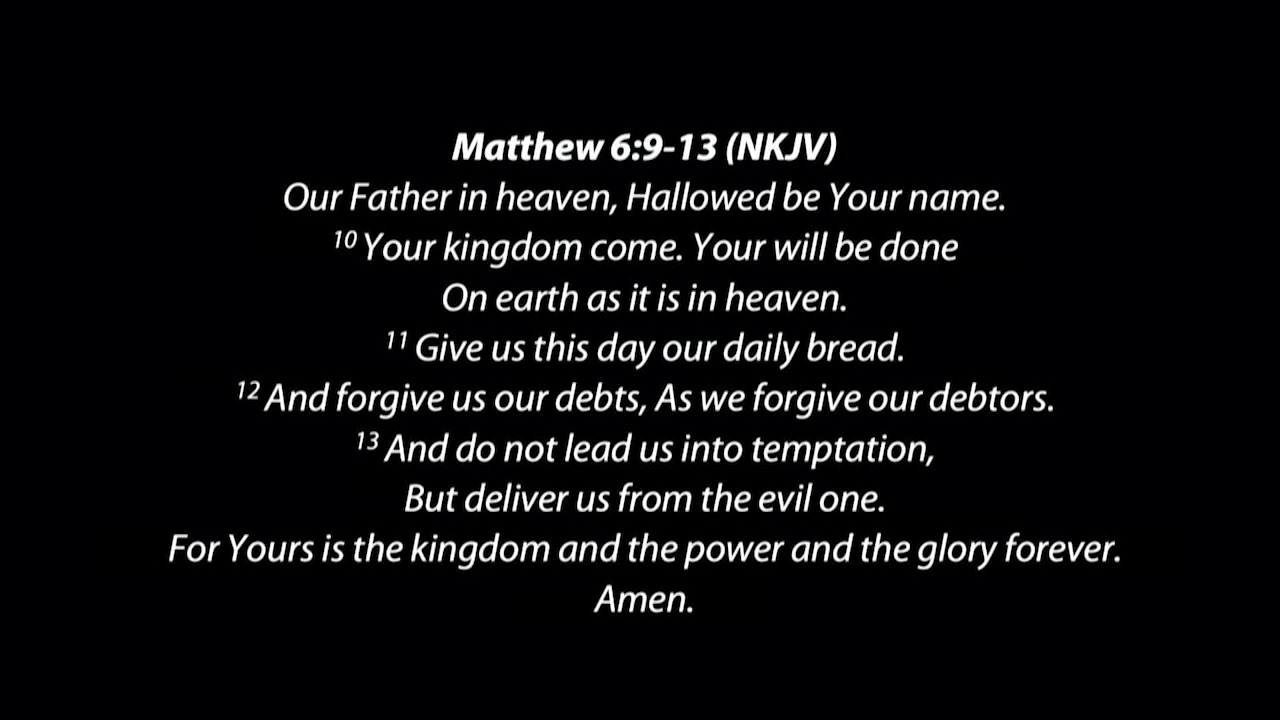 Matthew 6:9-13 (NKJV)
Our Father in heaven, Hallowed be Your name.
10 Your kingdom come. Your will be done
On earth as it is in heaven.
11 Give us this day our daily bread.
12 And forgive us our debts, As we forgive our debtors.
13 And do not lead us into temptation,
But deliver us from the evil one.
For Yours is the kingdom and the power and the glory forever.
Amen.